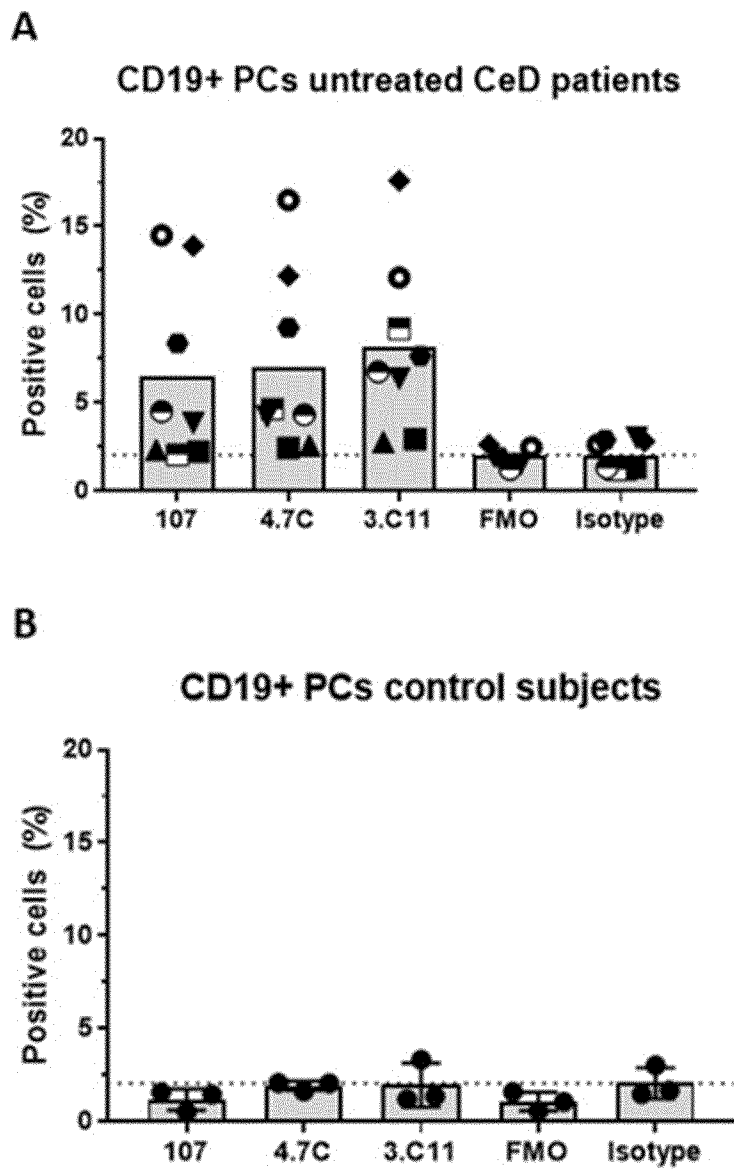 A
CD19+ PCs untreated CeD patients
Positive cells (%)
20
15
10
5
0
107 4.7C 3.C11 FMO Isotype
B
CD19+ PCs control subjects
Positive cells (%)
20
15
10
5
0
107 4.7C 3.C11 FMO Isotype